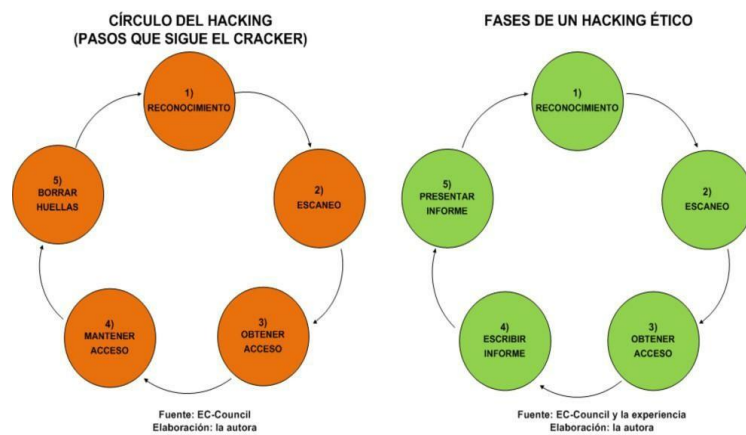 CÍRCULO DEL HACKING
(PASOS QUE SIGUE EL CRACKER)
1)
RECONOCIMIENTO
2)
ESCANEO
3)
OBTENER
ACCESO
4)
MANTENER
ACCESO
5)
BORRAR
HUELLAS
Fuente: EC-Council
Elaboración: la autora
FASES DE UN HACKING ÉTICO
1)
RECONOCIMIENTO
2)
ESCANEO
3)
OBTENER
ACCESO
4)
ESCRIBIR
INFORME
5)
PRESENTAR
INFORME
Fuente: EC-Council y la experiencia
Elaboración: la autora